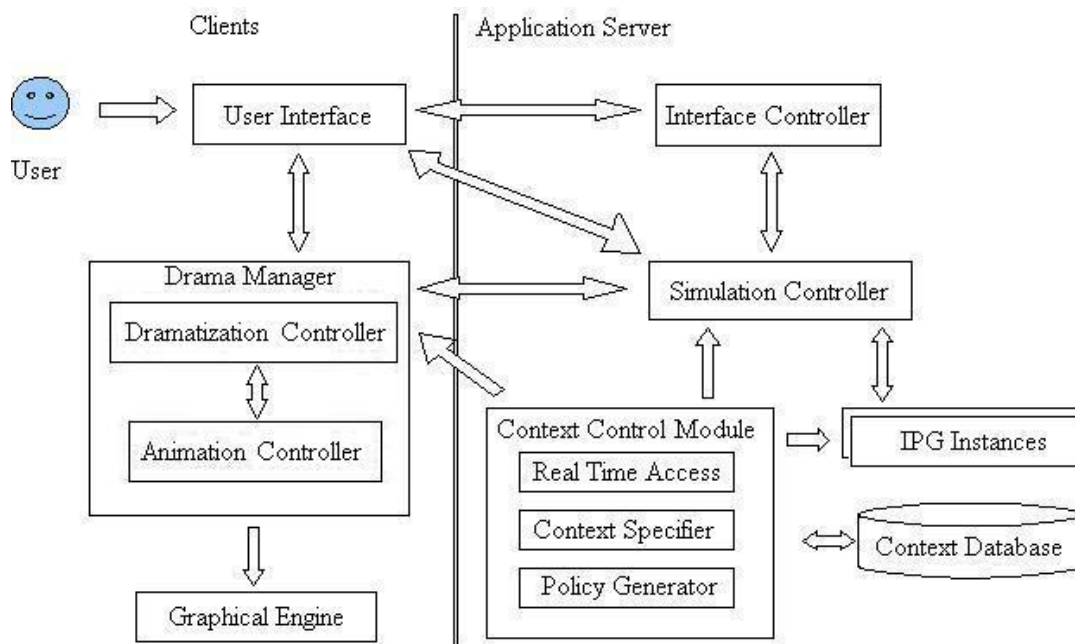 Clients
Application Server
User Interface
Interface Controller
User
Drama Manager
Simulation Controller
Dramatization Controller
Animation Controller
Context Control Module
IPG Instances
Real Time Access
Context Specifier
Context Database
Policy Generator
Graphical Engine